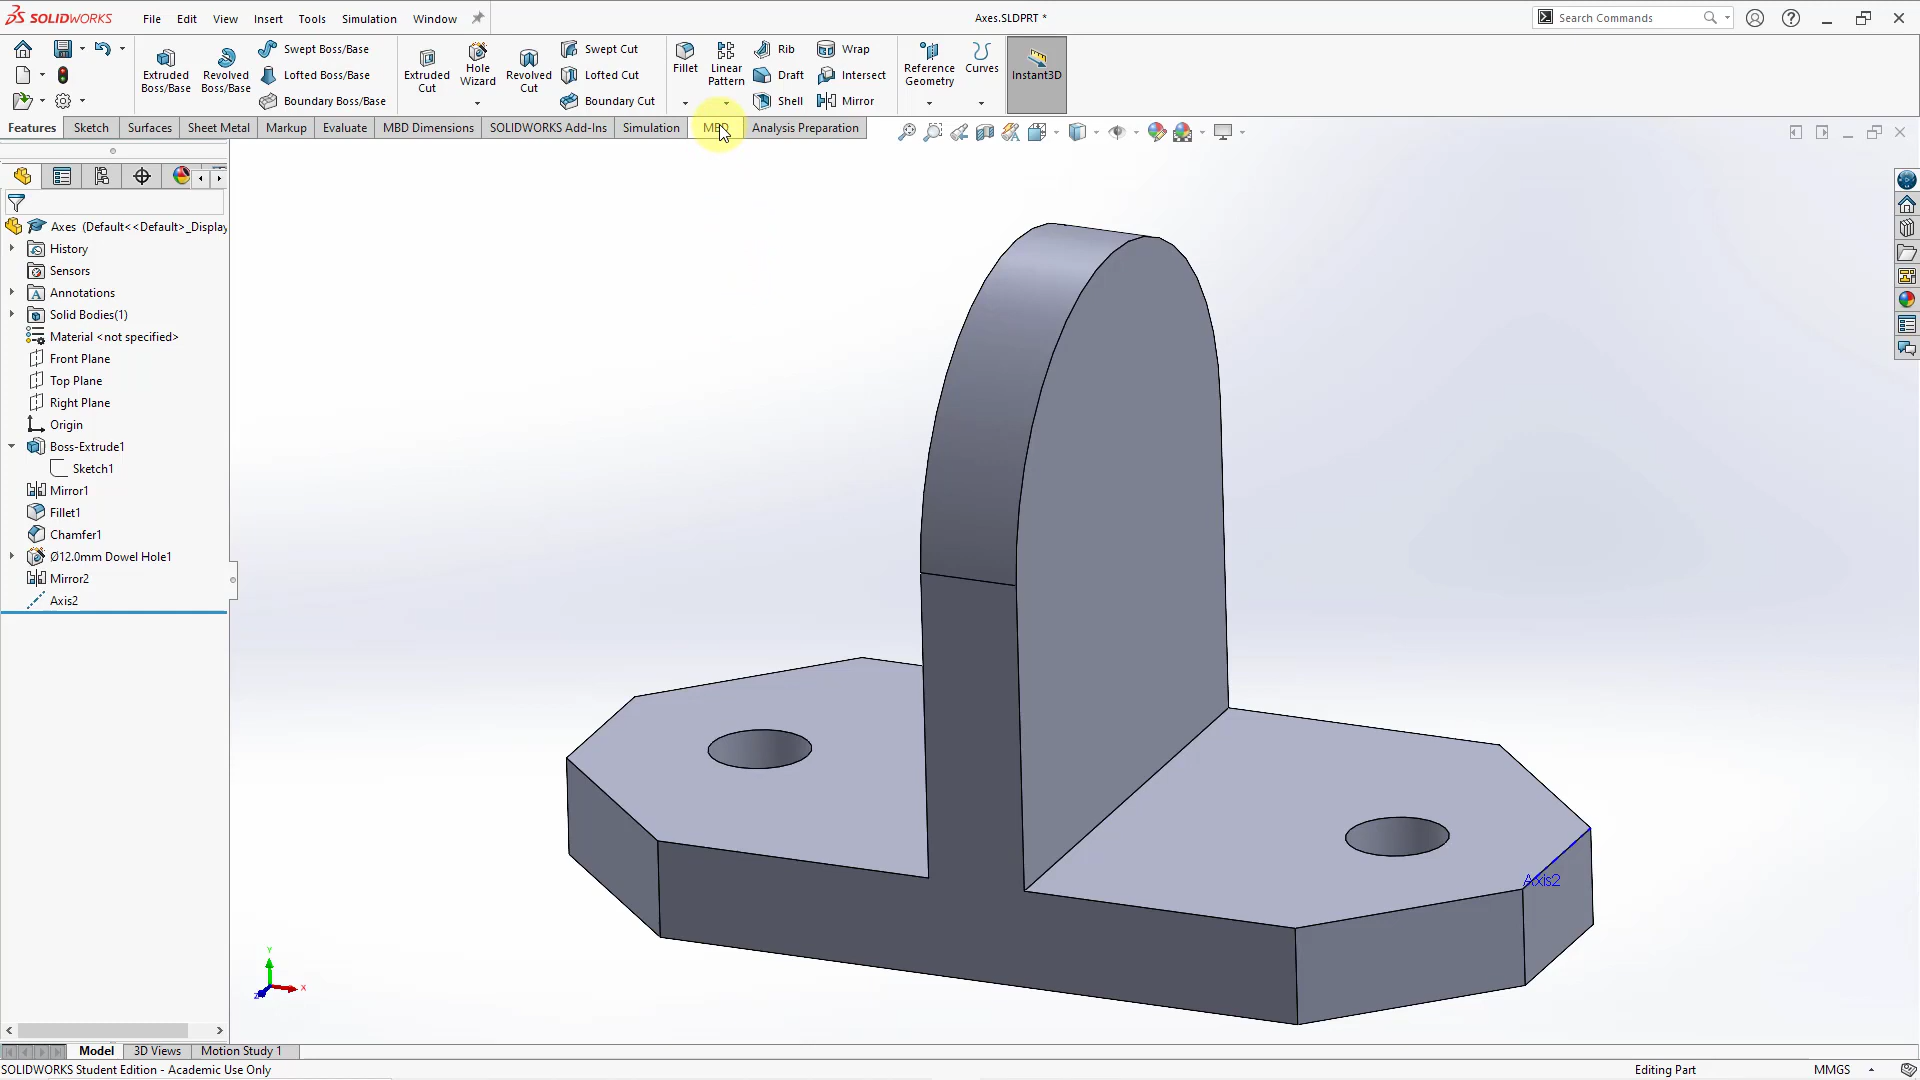 SOLIDWORKS
File Edit View Insert Tools Simulation Window
Axes.SLDPRT *
Search Commands
Extruded Boss/Base
Revolved Boss/Base
Swept Boss/Base
Lofted Boss/Base
Boundary Boss/Base
Extruded Cut
Hole Wizard
Revolved Cut
Swept Cut
Lofted Cut
Boundary Cut
Fillet
Linear Pattern
Rib
Draft
Shell
Wrap
Intersect
Mirror
Reference Geometry
Curves
Instant3D
Features Sketch Surfaces Sheet Metal Markup Evaluate MBD Dimensions SOLIDWORKS Add-Ins Simulation MBD Analysis Preparation
Axes (Default<<Default>_Display
History
Sensors
Annotations
Solid Bodies(1)
Material <not specified>
Front Plane
Top Plane
Right Plane
Origin
Boss-Extrude1
Sketch1
Mirror1
Fillet1
Chamfer1
Ø12.0mm Dowel Hole1
Mirror2
Axis2
Axis2
Y
X
Z
Model 3D Views Motion Study 1
SOLIDWORKS Student Edition - Academic Use Only
Editing Part
MMGS